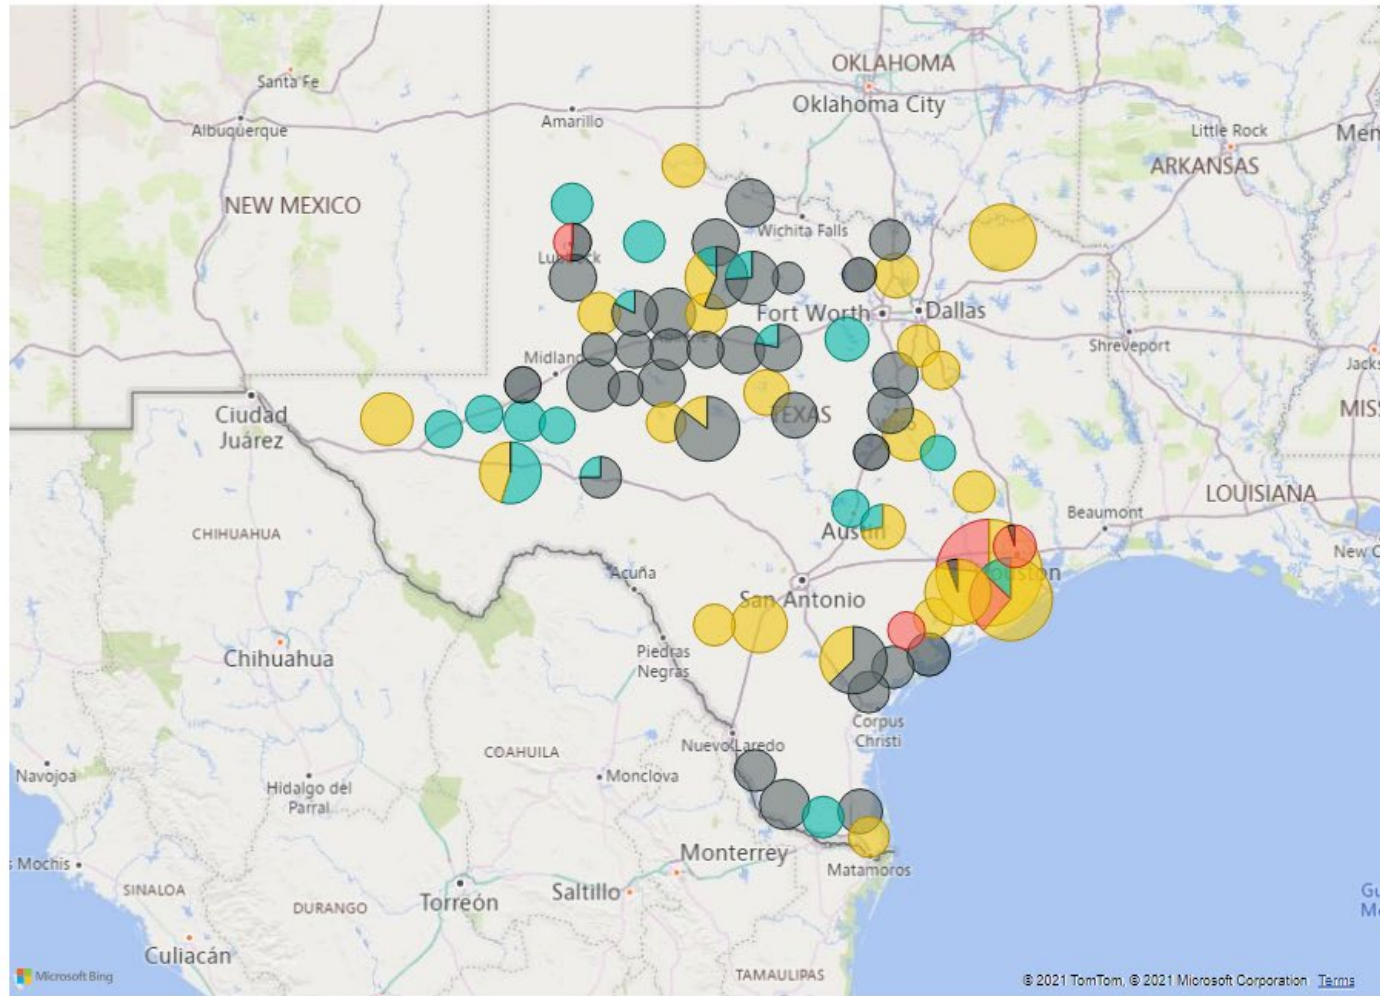 OKLAHOMA
Santa Fe
Oklahoma City
Amarillo
Albuquerque
Little Rock
ARKANSAS
NEW MEXICO
Wichita Falls
Fort Worth
Dallas
Shreveport
Midland
Ciudad
Juárez
TEXAS
LOUISIANA
Beaumont
CHIHUAHUA
Austin
Acuña
San Antonio
Piedras
Negras
Chihuahua
Corpus
Christi
Nuevo Laredo
COAHUILA
Navojoa
Monclova
Hidalgo del
Parral
Monterrey
Matamoros
Mochis
SINALOA
Saltillo
Torreón
DURANGO
Culiacán
TAMAULIPAS
Microsoft Bing
© 2021 TomTom, © 2021 Microsoft Corporation Terms